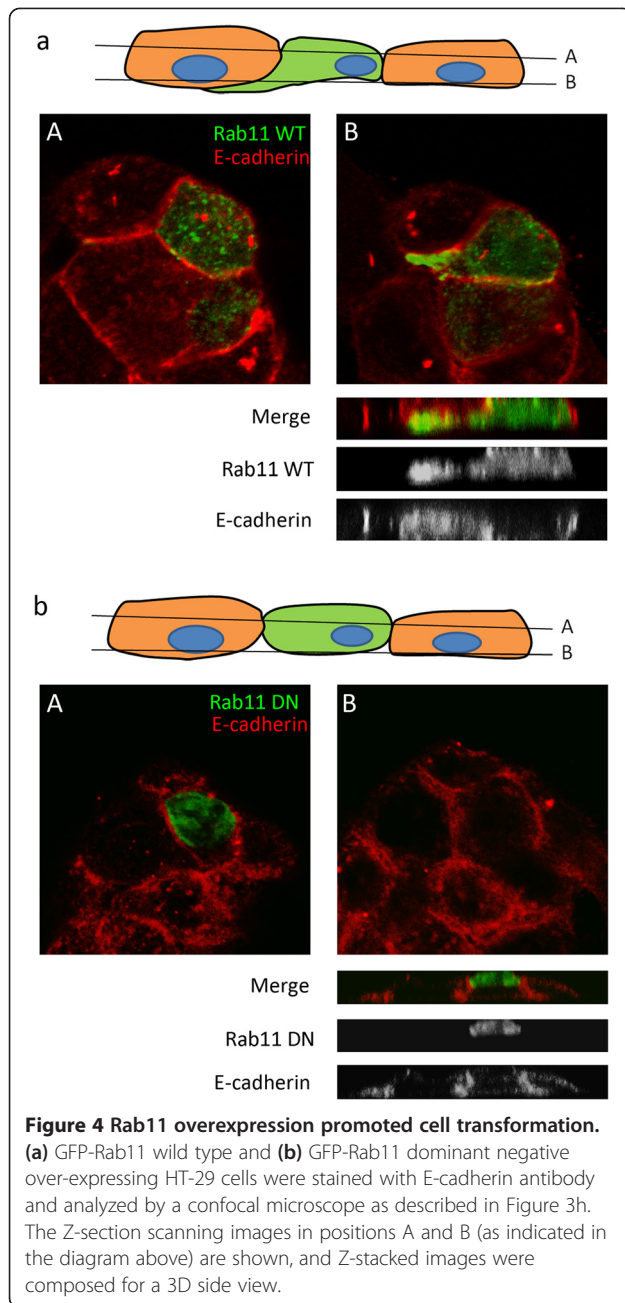 a
A
B
A
Rab11 WT
E-cadherin
B
Merge
Rab11 WT
E-cadherin
b
A
B
A
Rab11 DN
E-cadherin
B
Merge
Rab11 DN
E-cadherin
Figure 4 Rab11 overexpression promoted cell transformation.
(a) GFP-Rab11 wild type and (b) GFP-Rab11 dominant negative
over-expressing HT-29 cells were stained with E-cadherin antibody
and analyzed by a confocal microscope as described in Figure 3h.
The Z-section scanning images in positions A and B (as indicated in
the diagram above) are shown, and Z-stacked images were
composed for a 3D side view.